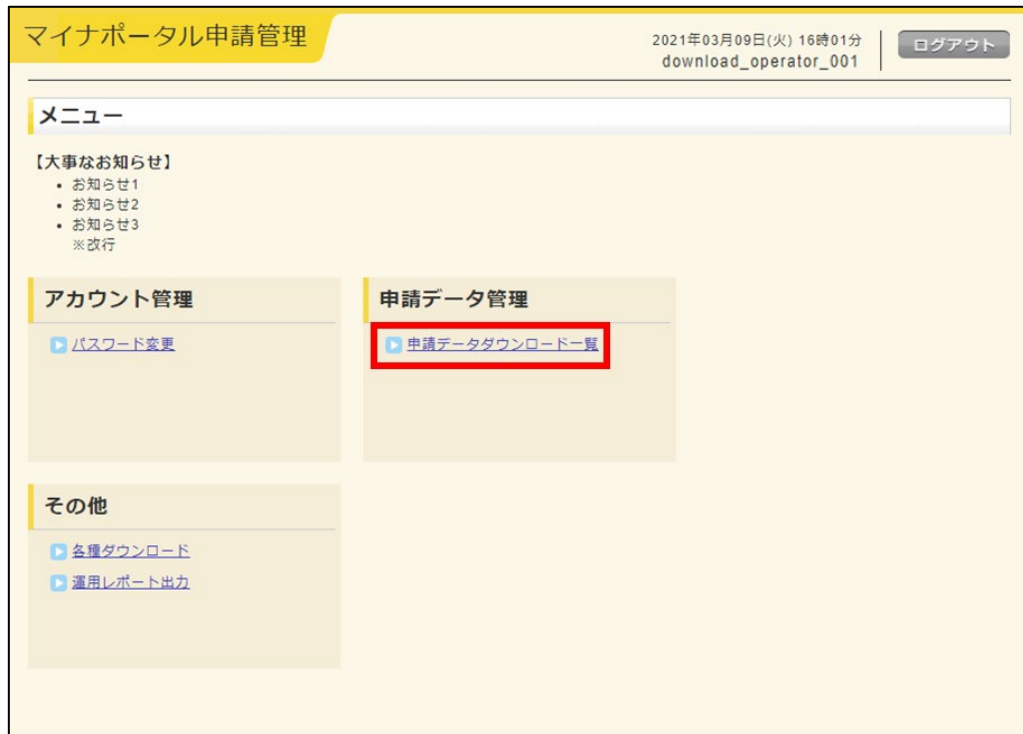 マイナポータル申請管理
2021年03月09日(火) 16時01分
download_operator_001
ログアウト
メニュー
【大事なお知らせ】
• お知らせ1
• お知らせ2
• お知らせ3
※改行
アカウント管理
パスワード変更
申請データ管理
申請データダウンロード一覧
その他
各種ダウンロード
運用レポート出力